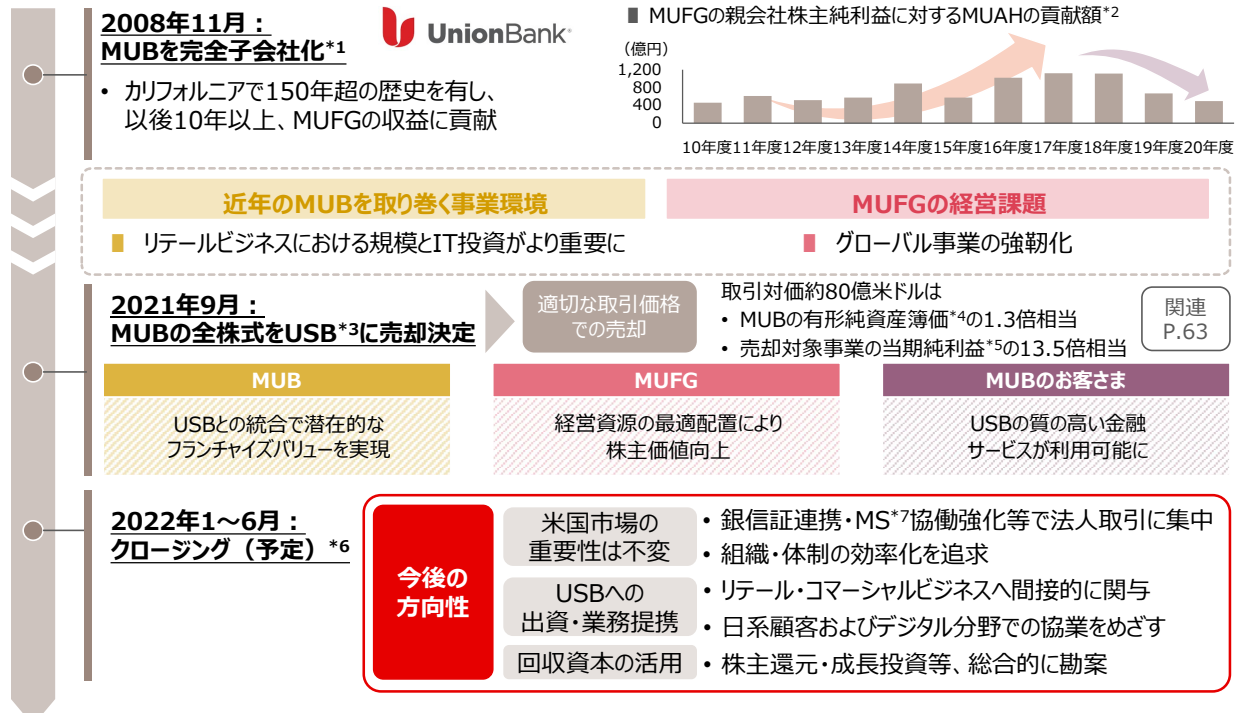 2008年11月：
MUBを完全子会社化*1
UnionBank®
• カリフォルニアで150年超の歴史を有し、
以後10年以上、MUFGの収益に貢献
■ MUFGの親会社株主純利益に対するMUAHの貢献額*2
（億円）
1,200
800
400
0
10年度 11年度 12年度 13年度 14年度 15年度 16年度 17年度 18年度 19年度 20年度
近年のMUBを取り巻く事業環境
■ リテールビジネスにおける規模とIT投資がより重要に
MUFGの経営課題
■ グローバル事業の強靭化
2021年9月：
MUBの全株式をUSB*3に売却決定
適切な取引価格
での売却
取引対価約80億米ドルは
• MUBの有形純資産簿価*4の1.3倍相当
• 売却対象事業の当期純利益*5の13.5倍相当
関連
P.63
MUB
USBとの統合で潜在的な
フランチャイズバリューを実現
MUFG
経営資源の最適配置により
株主価値向上
MUBのお客さま
USBの質の高い金融
サービスが利用可能に
2022年1～6月：
クロージング（予定）*6
今後の
方向性
米国市場の
重要性は不変
• 銀信証連携・MS*7協働強化等で法人取引に集中
• 組織・体制の効率化を追求
USBへの
出資・業務提携
• リテール・コマーシャルビジネスへ間接的に関与
• 日系顧客およびデジタル分野での協業をめざす
回収資本の活用
• 株主還元・成長投資等、総合的に勘案